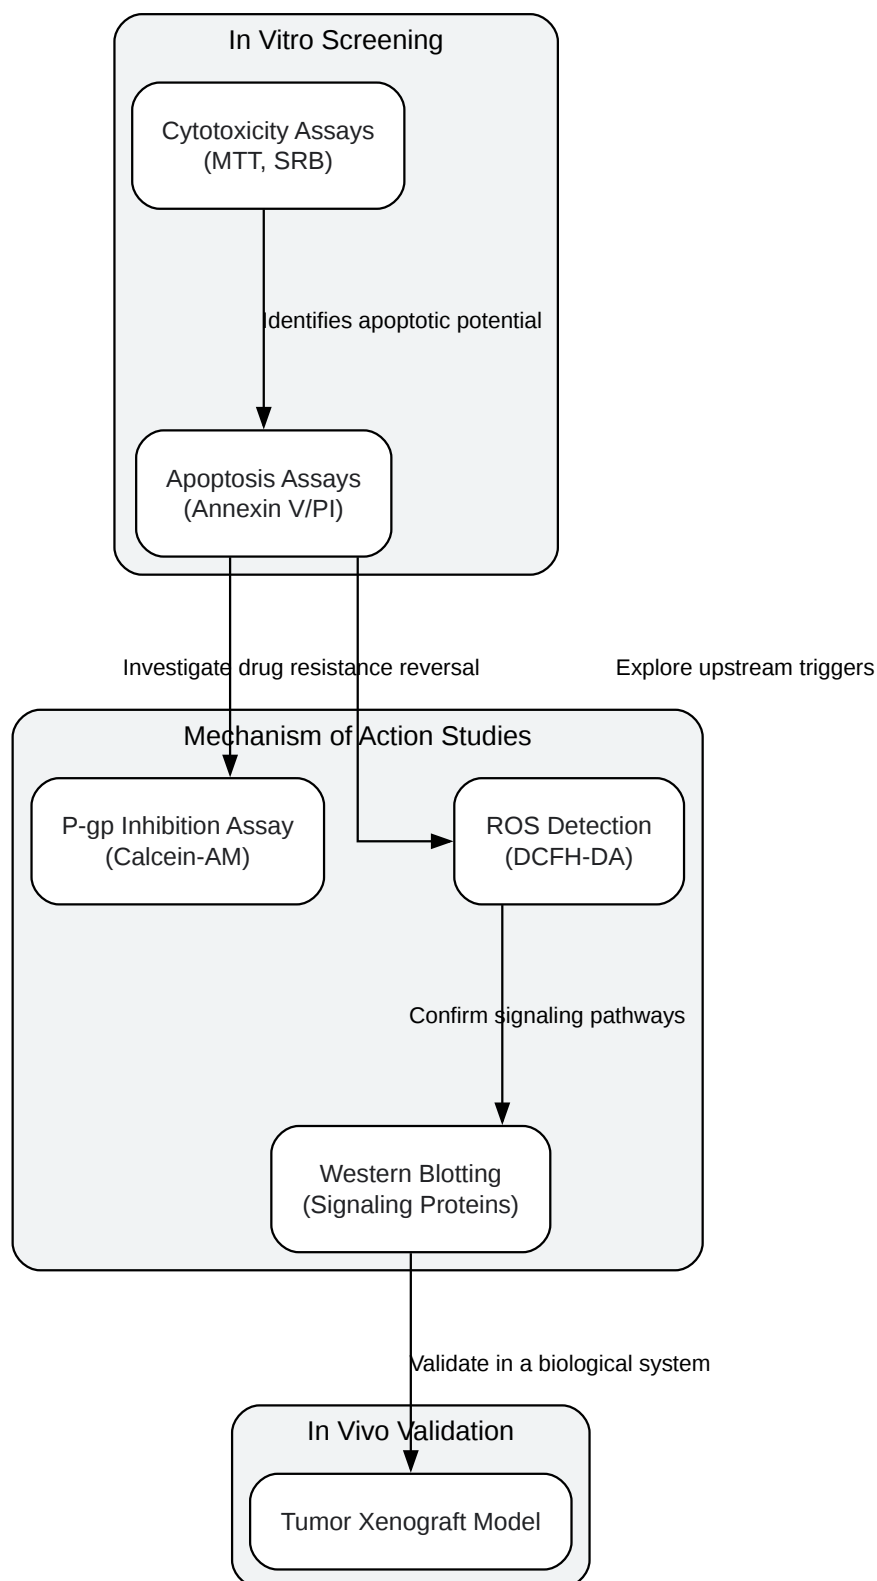 In Vitro Screening
Cytotoxicity Assays
(MTT, SRB)
Identifies apoptotic potential
Apoptosis Assays
(Annexin V/PI)
Investigate drug resistance reversal
Explore upstream triggers
Mechanism of Action Studies
P-gp Inhibition Assay
(Calcein-AM)
ROS Detection
(DCFH-DA)
Confirm signaling pathways
Western Blotting
(Signaling Proteins)
Validate in a biological system
In Vivo Validation
Tumor Xenograft Model